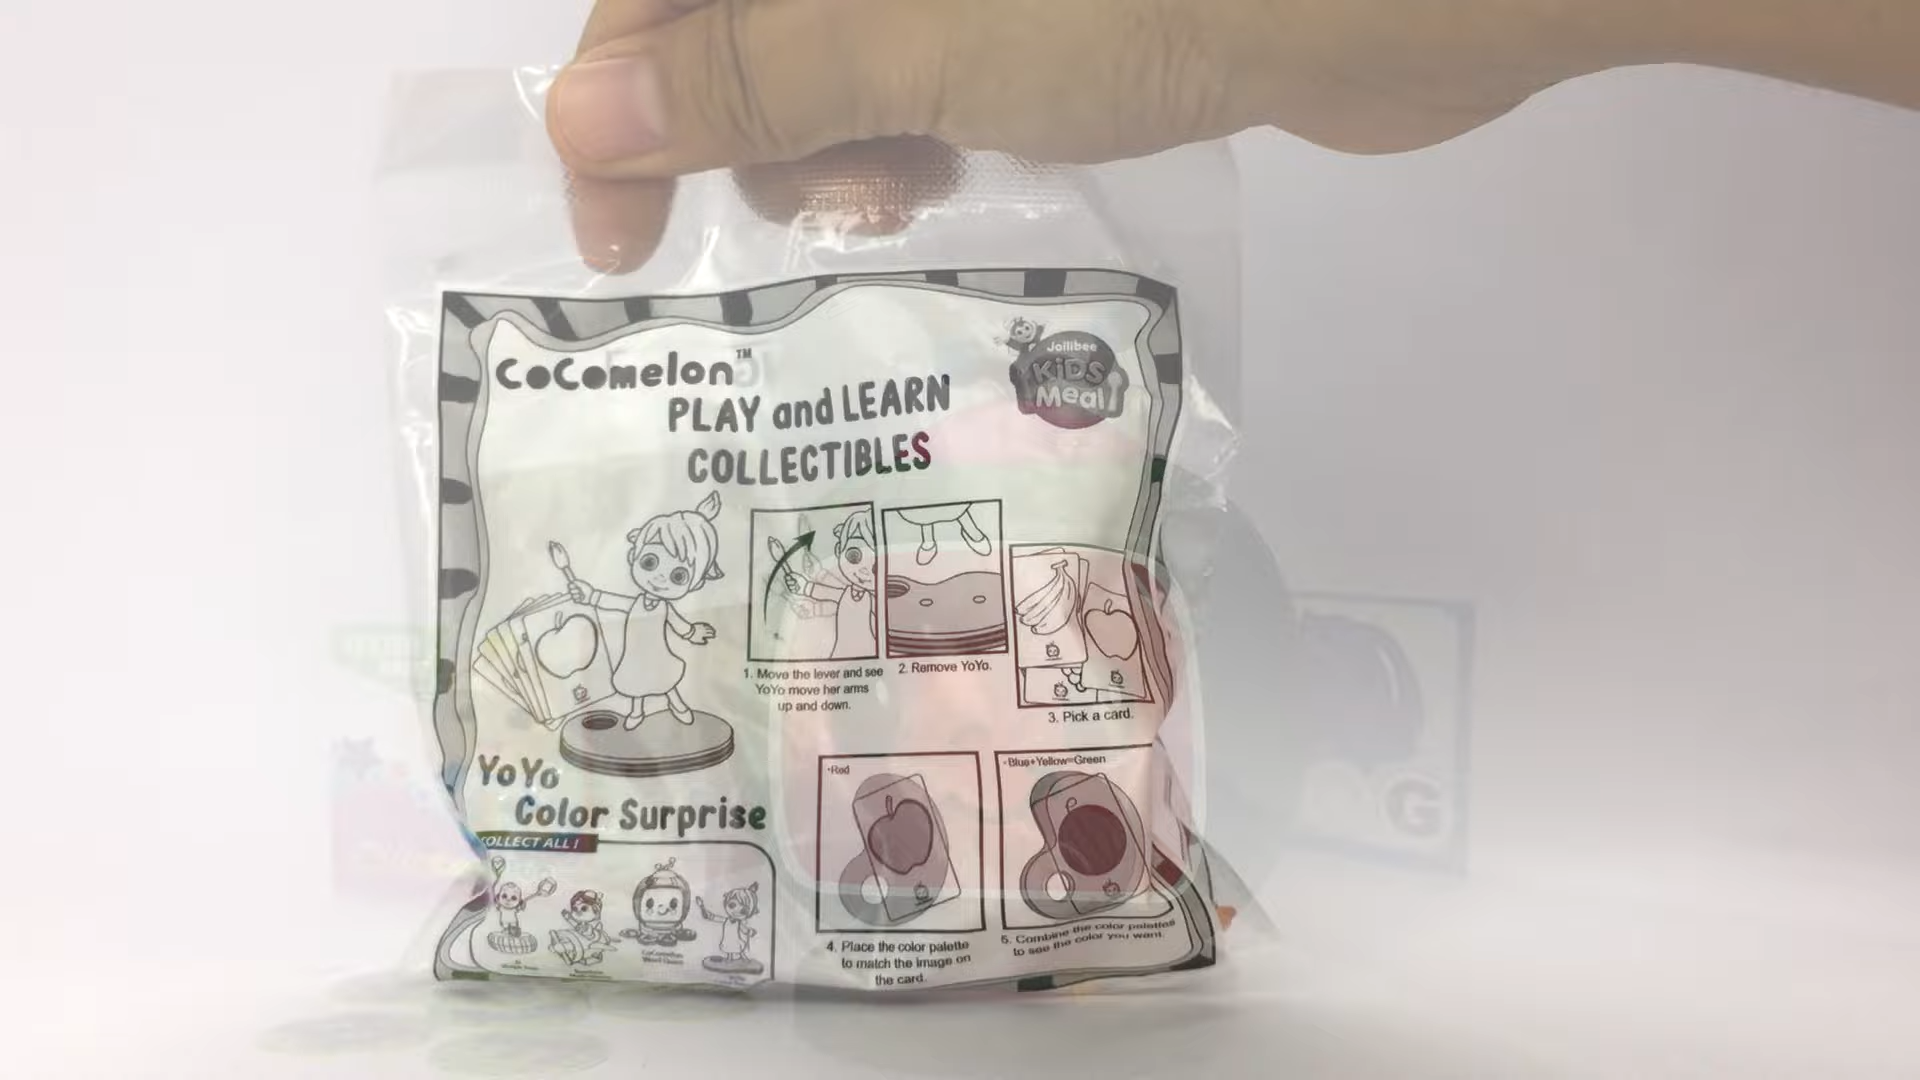 CoComelon™
PLAY and LEARN
COLLECTIBLES
Jollibee
KiDS
Meal
1. Move the lever and see
YoYo move her arms
up and down.
2. Remove YoYo.
3. Pick a card.
YoYo
Color Surprise
COLLECT ALL!
•Red
•Blue+Yellow=Green
4. Place the color palette
to match the image on
the card.
5. Combine the color palettes
to see the color you want.
G